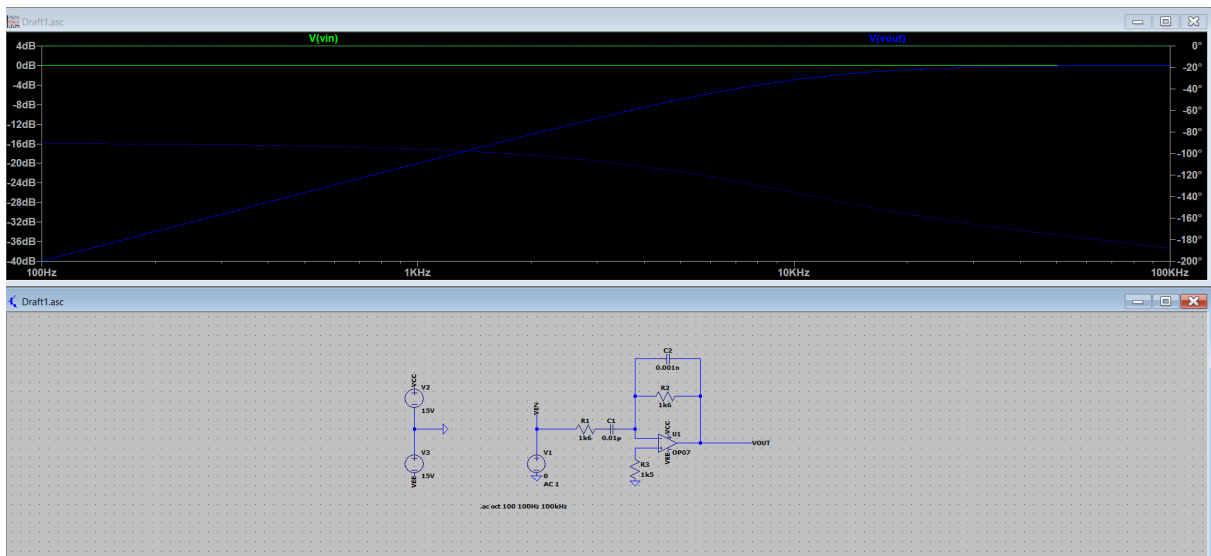 Draft1.asc
V(vin) V(vout)
4dB 0°
0dB -20°
-4dB -40°
-8dB -60°
-12dB -80°
-16dB -100°
-20dB -120°
-24dB -140°
-28dB -160°
-32dB -180°
-36dB -200°
-40dB
100Hz 1KHz 10KHz 100KHz
Draft1.asc
VCC
V2
15V
V3
15V
VEE
VIN
V1
0
AC 1
R1
1k6
C1
0.01µ
C2
0.001n
R2
1k6
VCC
U1
OP07
VEE
R3
1k5
VOUT
.ac oct 100 100Hz 100kHz